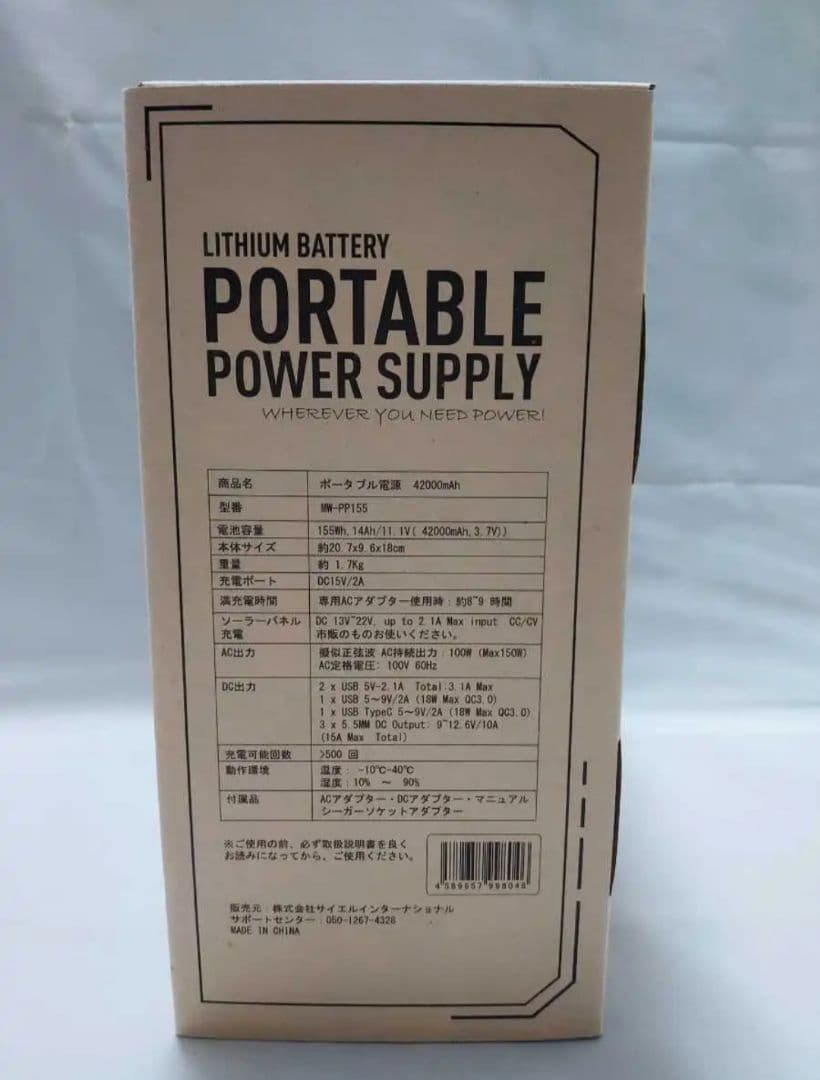 LITHIUM BATTERY
PORTABLE
POWER SUPPLY
WHEREVER YOU NEED POWER!
商品名 ポータブル電源 42000mAh
型番 MW-PP155
電池容量 155Wh,14Ah/11.1V( 42000mAh,3.7V))
本体サイズ 約20.7x9.6x18cm
重量 約 1.7Kg
充電ポート DC15V/2A
満充電時間 専用ACアダプター使用時：約8~9 時間
ソーラーパネル DC 13V~22V, up to 2.1A Max input CC/CV
充電 市販のものお使いください。
AC出力 擬似正弦波 AC持続出力：100W (Max150W)
AC定格電圧: 100V 60Hz
DC出力 2 x USB 5V-2.1A Total:3.1A Max
1 x USB 5～9V/2A (18W Max QC3.0)
1 x USB TypeC 5～9V/2A (18W Max QC3.0)
3 x 5.5MM DC Output: 9~12.6V/10A
(15A Max Total)
充電可能回数 >500 回
動作環境 温度： -10℃-40℃
湿度：10% ～ 90%
付属品 ACアダプター・DCアダプター・マニュアル
シーガーソケットアダプター
※ご使用の前、必ず取扱説明書を良く
お読みになってから、ご使用ください。
販売元：株式会社サイエルインターナショナル
サポートセンター：050-1267-4328
MADE IN CHINA